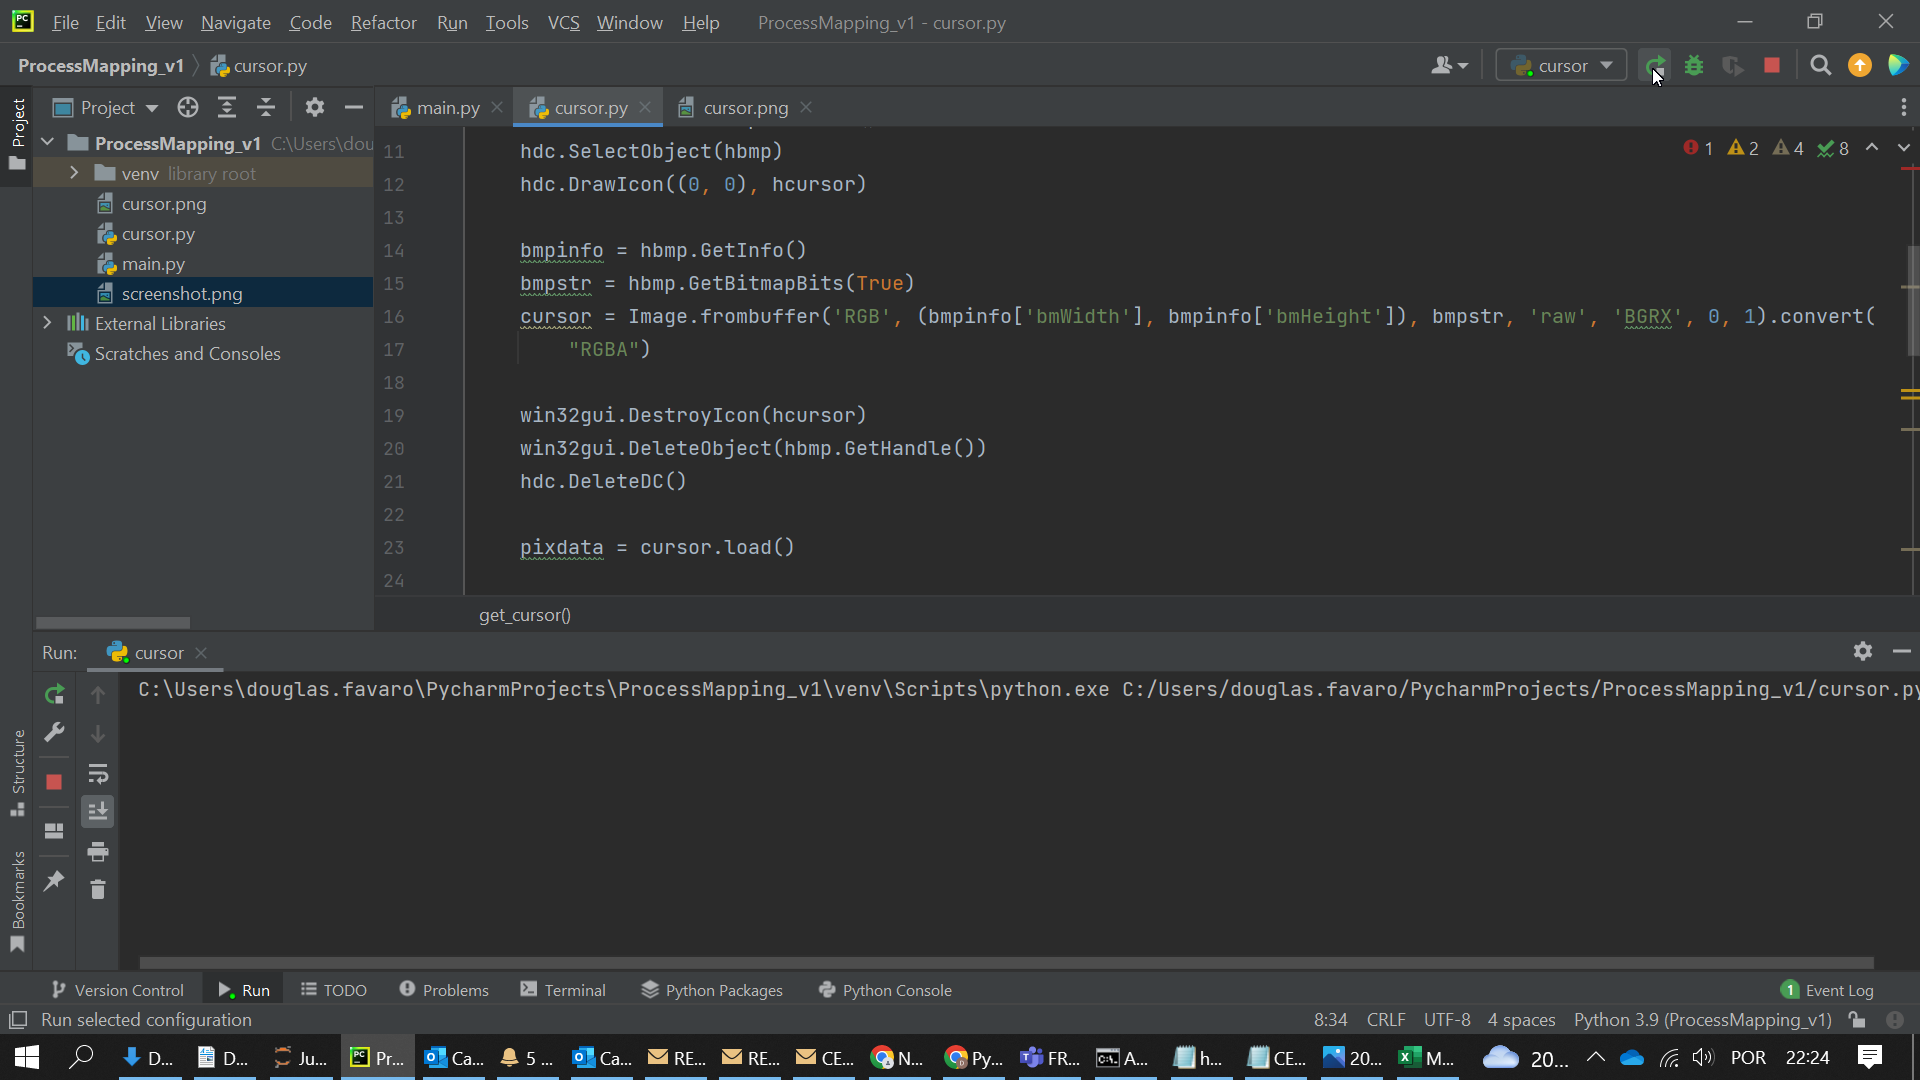 File Edit View Navigate Code Refactor Run Tools VCS Window Help ProcessMapping_v1 - cursor.py
ProcessMapping_v1 cursor.py cursor
Project main.py cursor.py cursor.png
Project
Structure
Bookmarks
ProcessMapping_v1 C:\Users\dou
venv library root
cursor.png
cursor.py
main.py
screenshot.png
External Libraries
Scratches and Consoles
1 2 4 8
11 hdc.SelectObject(hbmp)
12 hdc.DrawIcon((0, 0), hcursor)
13
14 bmpinfo = hbmp.GetInfo()
15 bmpstr = hbmp.GetBitmapBits(True)
16 cursor = Image.frombuffer('RGB', (bmpinfo['bmWidth'], bmpinfo['bmHeight']), bmpstr, 'raw', 'BGRX', 0, 1).convert(
17 "RGBA")
18
19 win32gui.DestroyIcon(hcursor)
20 win32gui.DeleteObject(hbmp.GetHandle())
21 hdc.DeleteDC()
22
23 pixdata = cursor.load()
24
get_cursor()
Run: cursor
C:\Users\douglas.favaro\PycharmProjects\ProcessMapping_v1\venv\Scripts\python.exe C:/Users/douglas.favaro/PycharmProjects/ProcessMapping_v1/cursor.py
Version Control Run TODO Problems Terminal Python Packages Python Console 1 Event Log
Run selected configuration 8:34 CRLF UTF-8 4 spaces Python 3.9 (ProcessMapping_v1)
D... D... Ju... Pr... Ca... 5 ... Ca... RE... RE... CE... N... Py... FR... A... h... CE... 20... M... 20... POR 22:24